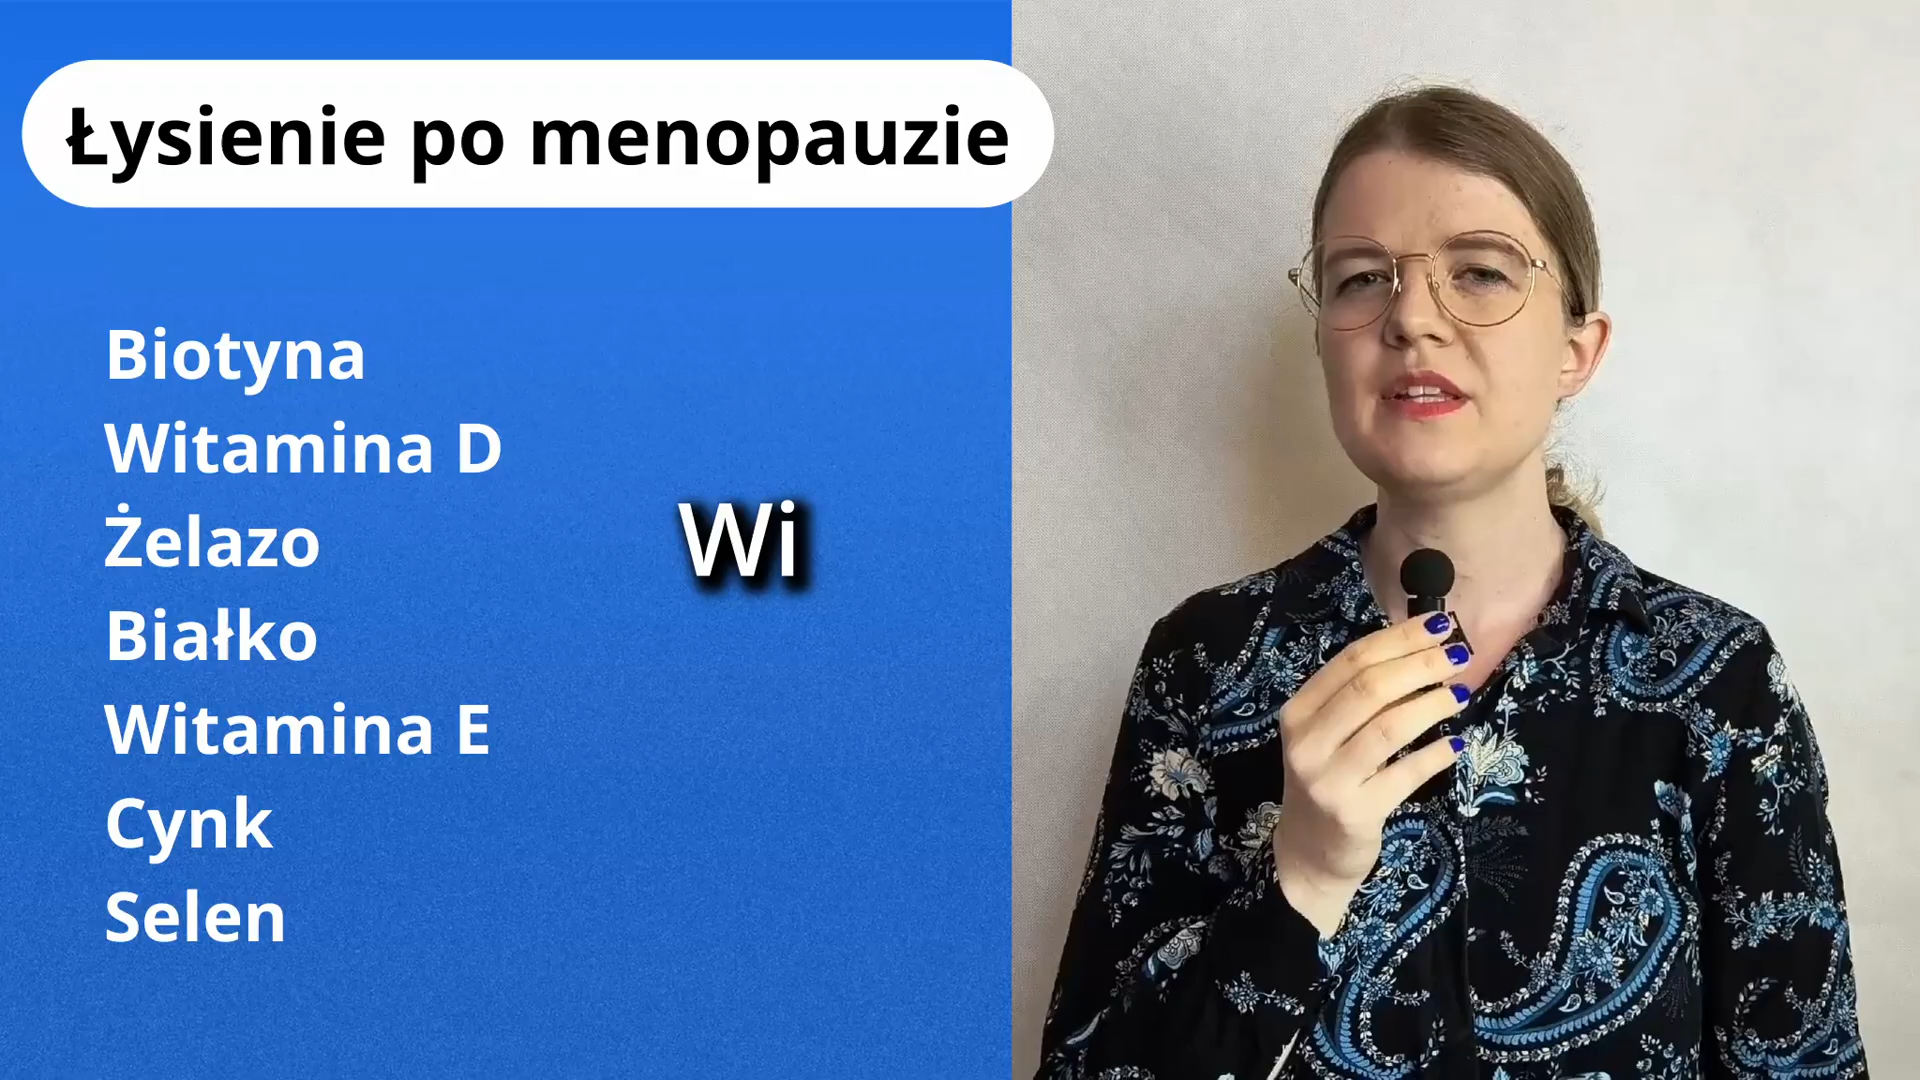 Łysienie po menopauzie
Biotyna
Witamina D
Żelazo
Białko
Witamina E
Cynk
Selen
Wi